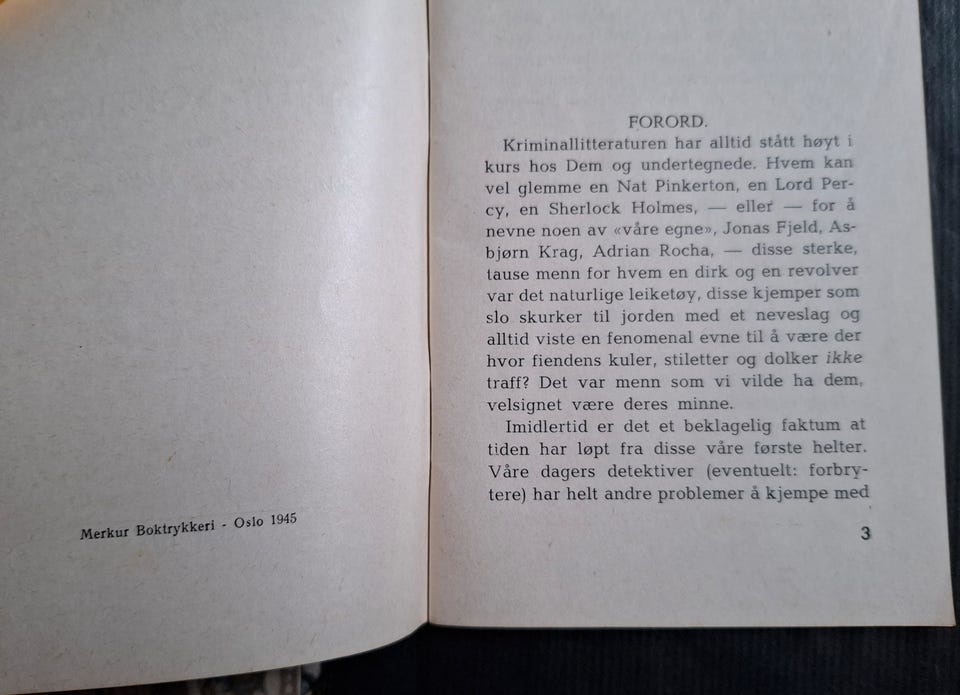 Merkur Boktrykkeri - Oslo 1945
FORORD.
Kriminallitteraturen har alltid stått høyt i
kurs hos Dem og undertegnede. Hvem kan
vel glemme en Nat Pinkerton, en Lord Per-
cy, en Sherlock Holmes, — eller — for å
nevne noen av «våre egne», Jonas Fjeld, As-
bjørn Krag, Adrian Rocha, — disse sterke,
tause menn for hvem en dirk og en revolver
var det naturlige leiketøy, disse kjemper som
slo skurker til jorden med et neveslag og
alltid viste en fenomenal evne til å være der
hvor fiendens kuler, stiletter og dolker ikke
traff? Det var menn som vi vilde ha dem,
velsignet være deres minne.
Imidlertid er det et beklagelig faktum at
tiden har løpt fra disse våre første helter.
Våre dagers detektiver (eventuelt: forbry-
tere) har helt andre problemer å kjempe med
3